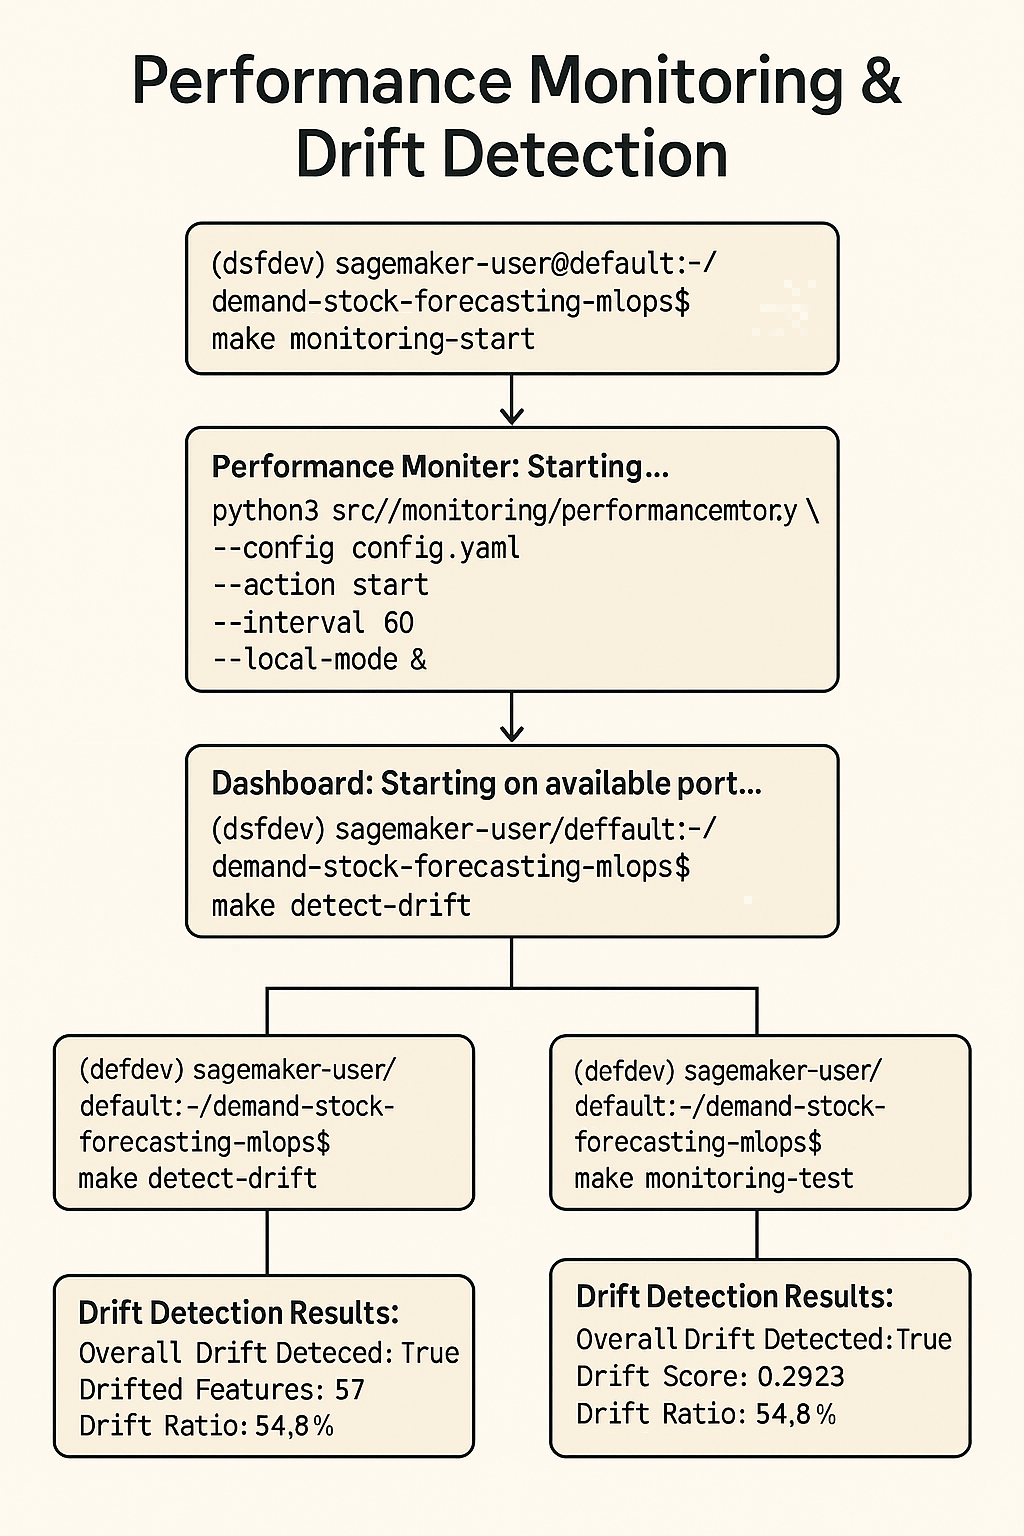 Performance Monitoring &
Drift Detection
(dsfdev) sagemaker-user@default:-/
demand-stock-forecasting-mlops$
make monitoring-start
Performance Moniter: Starting...
python3 src//monitoring/performancemtor.y \
--config config.yaml
--action start
--interval 60
--local-mode &
Dashboard: Starting on available port...
(dsfdev) sagemaker-user/deffault:-/
demand-stock-forecasting-mlops$
make detect-drift
(defdev) sagemaker-user/
default:-/demand-stock-
forecasting-mlops$
make detect-drift
(defdev) sagemaker-user/
default:-/demand-stock-
forecasting-mlops$
make monitoring-test
Drift Detection Results:
Overall Drift Deteced: True
Drifted Features: 57
Drift Ratio: 54,8%
Drift Detection Results:
Overall Drift Detected:True
Drift Score: 0.2923
Drift Ratio: 54,8%